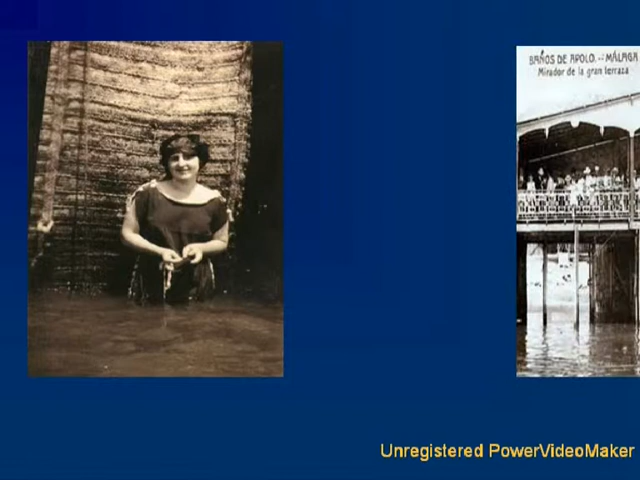 BAÑOS DE APOLO.--MÁLAGA
Mirador de la gran terraza
Unregistered PowerVideoMaker